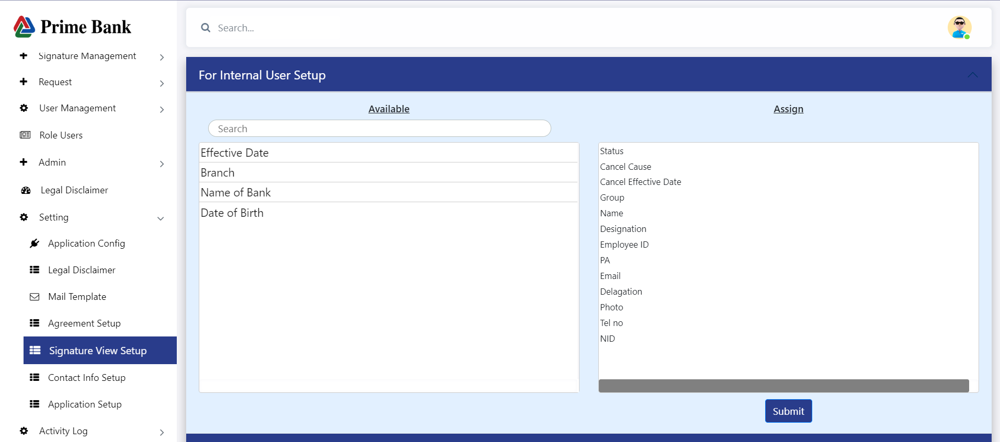 Prime Bank
Search...
Signature Management
Request
User Management
Role Users
Admin
Legal Disclaimer
Setting
Application Config
Legal Disclaimer
Mail Template
Agreement Setup
Signature View Setup
Contact Info Setup
Application Setup
Activity Log
For Internal User Setup
Available
Search
Effective Date
Branch
Name of Bank
Date of Birth
Assign
Status
Cancel Cause
Cancel Effective Date
Group
Name
Designation
Employee ID
PA
Email
Delagation
Photo
Tel no
NID
Submit